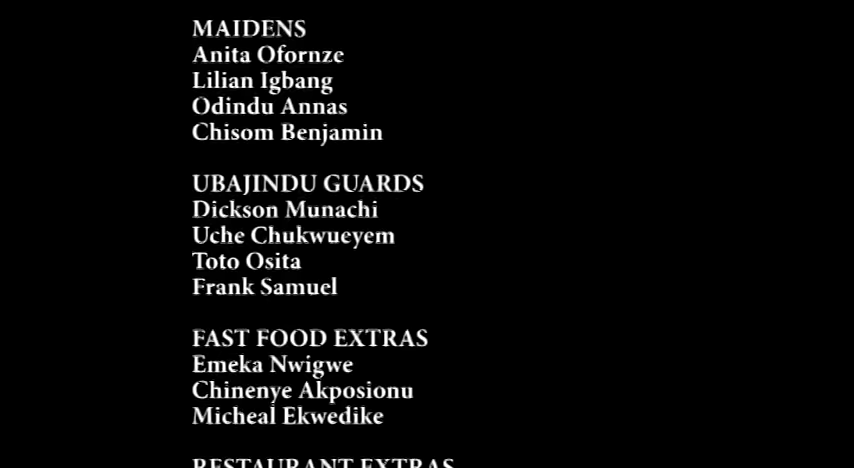 MAIDENS
Anita Ofornze
Lilian Igbang
Odindu Annas
Chisom Benjamin
UBAJINDU GUARDS
Dickson Munachi
Uche Chukwueyem
Toto Osita
Frank Samuel
FAST FOOD EXTRAS
Emeka Nwigwe
Chinenye Akposionu
Micheal Ekwedike
RESTAURANT EXTRAS